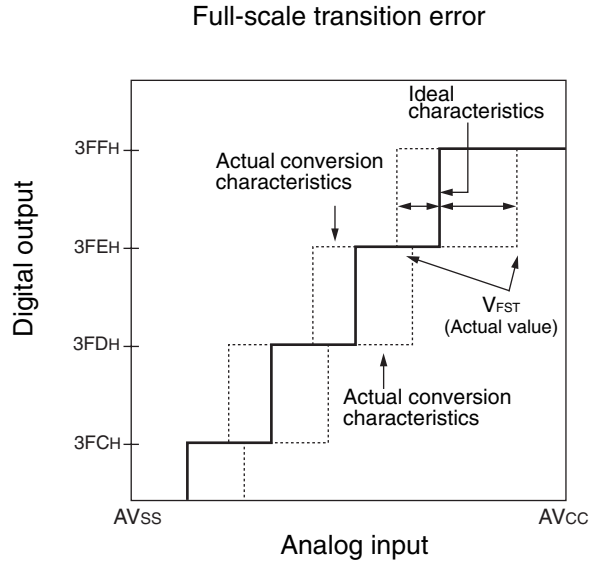 Full-scale transition error
Ideal
characteristics
3FFH
Actual conversion
characteristics
3FEH
Digital output
VFST
(Actual value)
3FDH
Actual conversion
characteristics
3FCH
AVSS
AVCC
Analog input